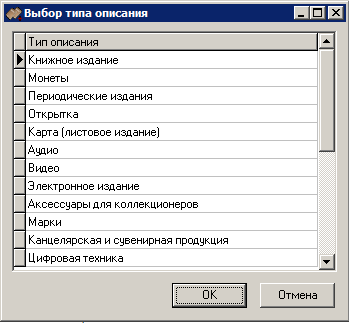 Выбор типа описания
Тип описания
Книжное издание
Монеты
Периодические издания
Открытка
Карта (листовое издание)
Аудио
Видео
Электронное издание
Аксессуары для коллекционеров
Марки
Канцелярская и сувенирная продукция
Цифровая техника
OK Отмена